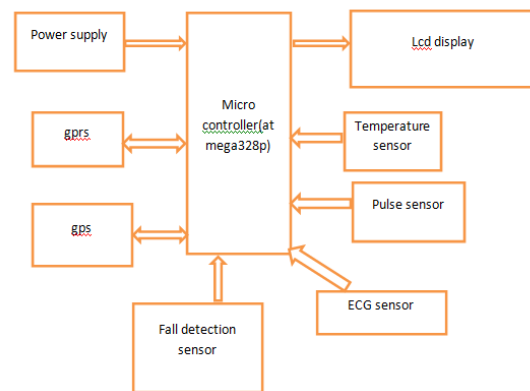 Power supply
Lcd display
Micro
controller(at
mega328p)
gprs
Temperature
sensor
Pulse sensor
gps
ECG sensor
Fall detection
sensor